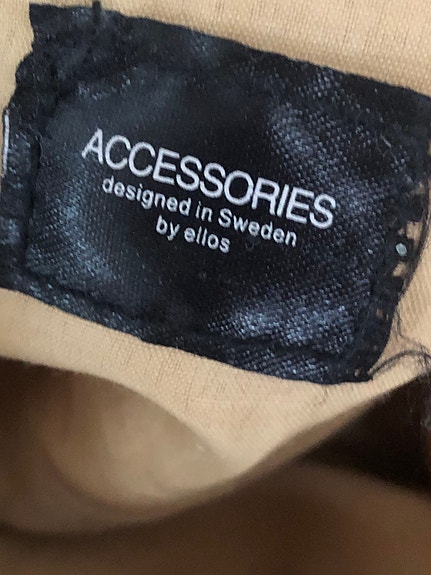 ACCESSORIES
designed in Sweden
by ellos